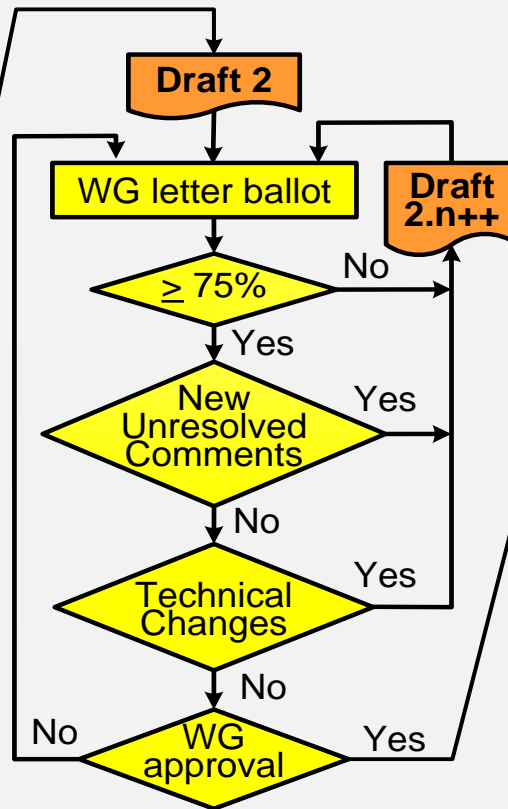 Draft 2
WG letter ballot
Draft
2.n++
≥ 75%
No
Yes
New
Unresolved
Comments
Yes
No
Technical
Changes
Yes
No
No
WG
approval
Yes